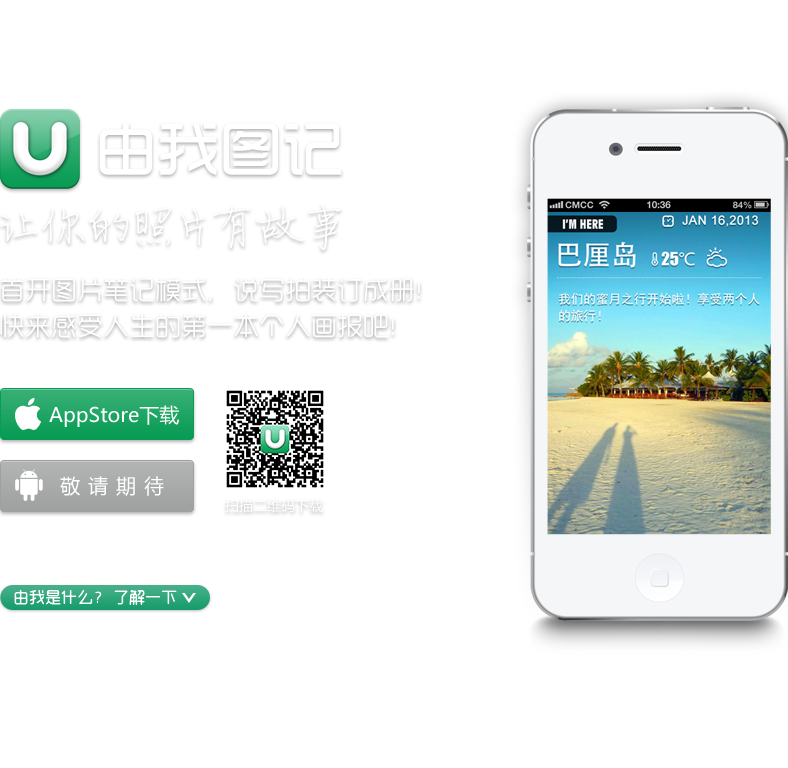 U 由我图记
让你的照片有故事
首开图片笔记模式，说写拍装订成册!
快来感受人生的第一本个人画报吧!
AppStore下载
敬请期待
U
扫描二维码下载
由我是什么？ 了解一下
CMCC 10:36 84%
I'M HERE JAN 16,2013
巴厘岛 25℃
我们的蜜月之行开始啦！享受两个人
的旅行！